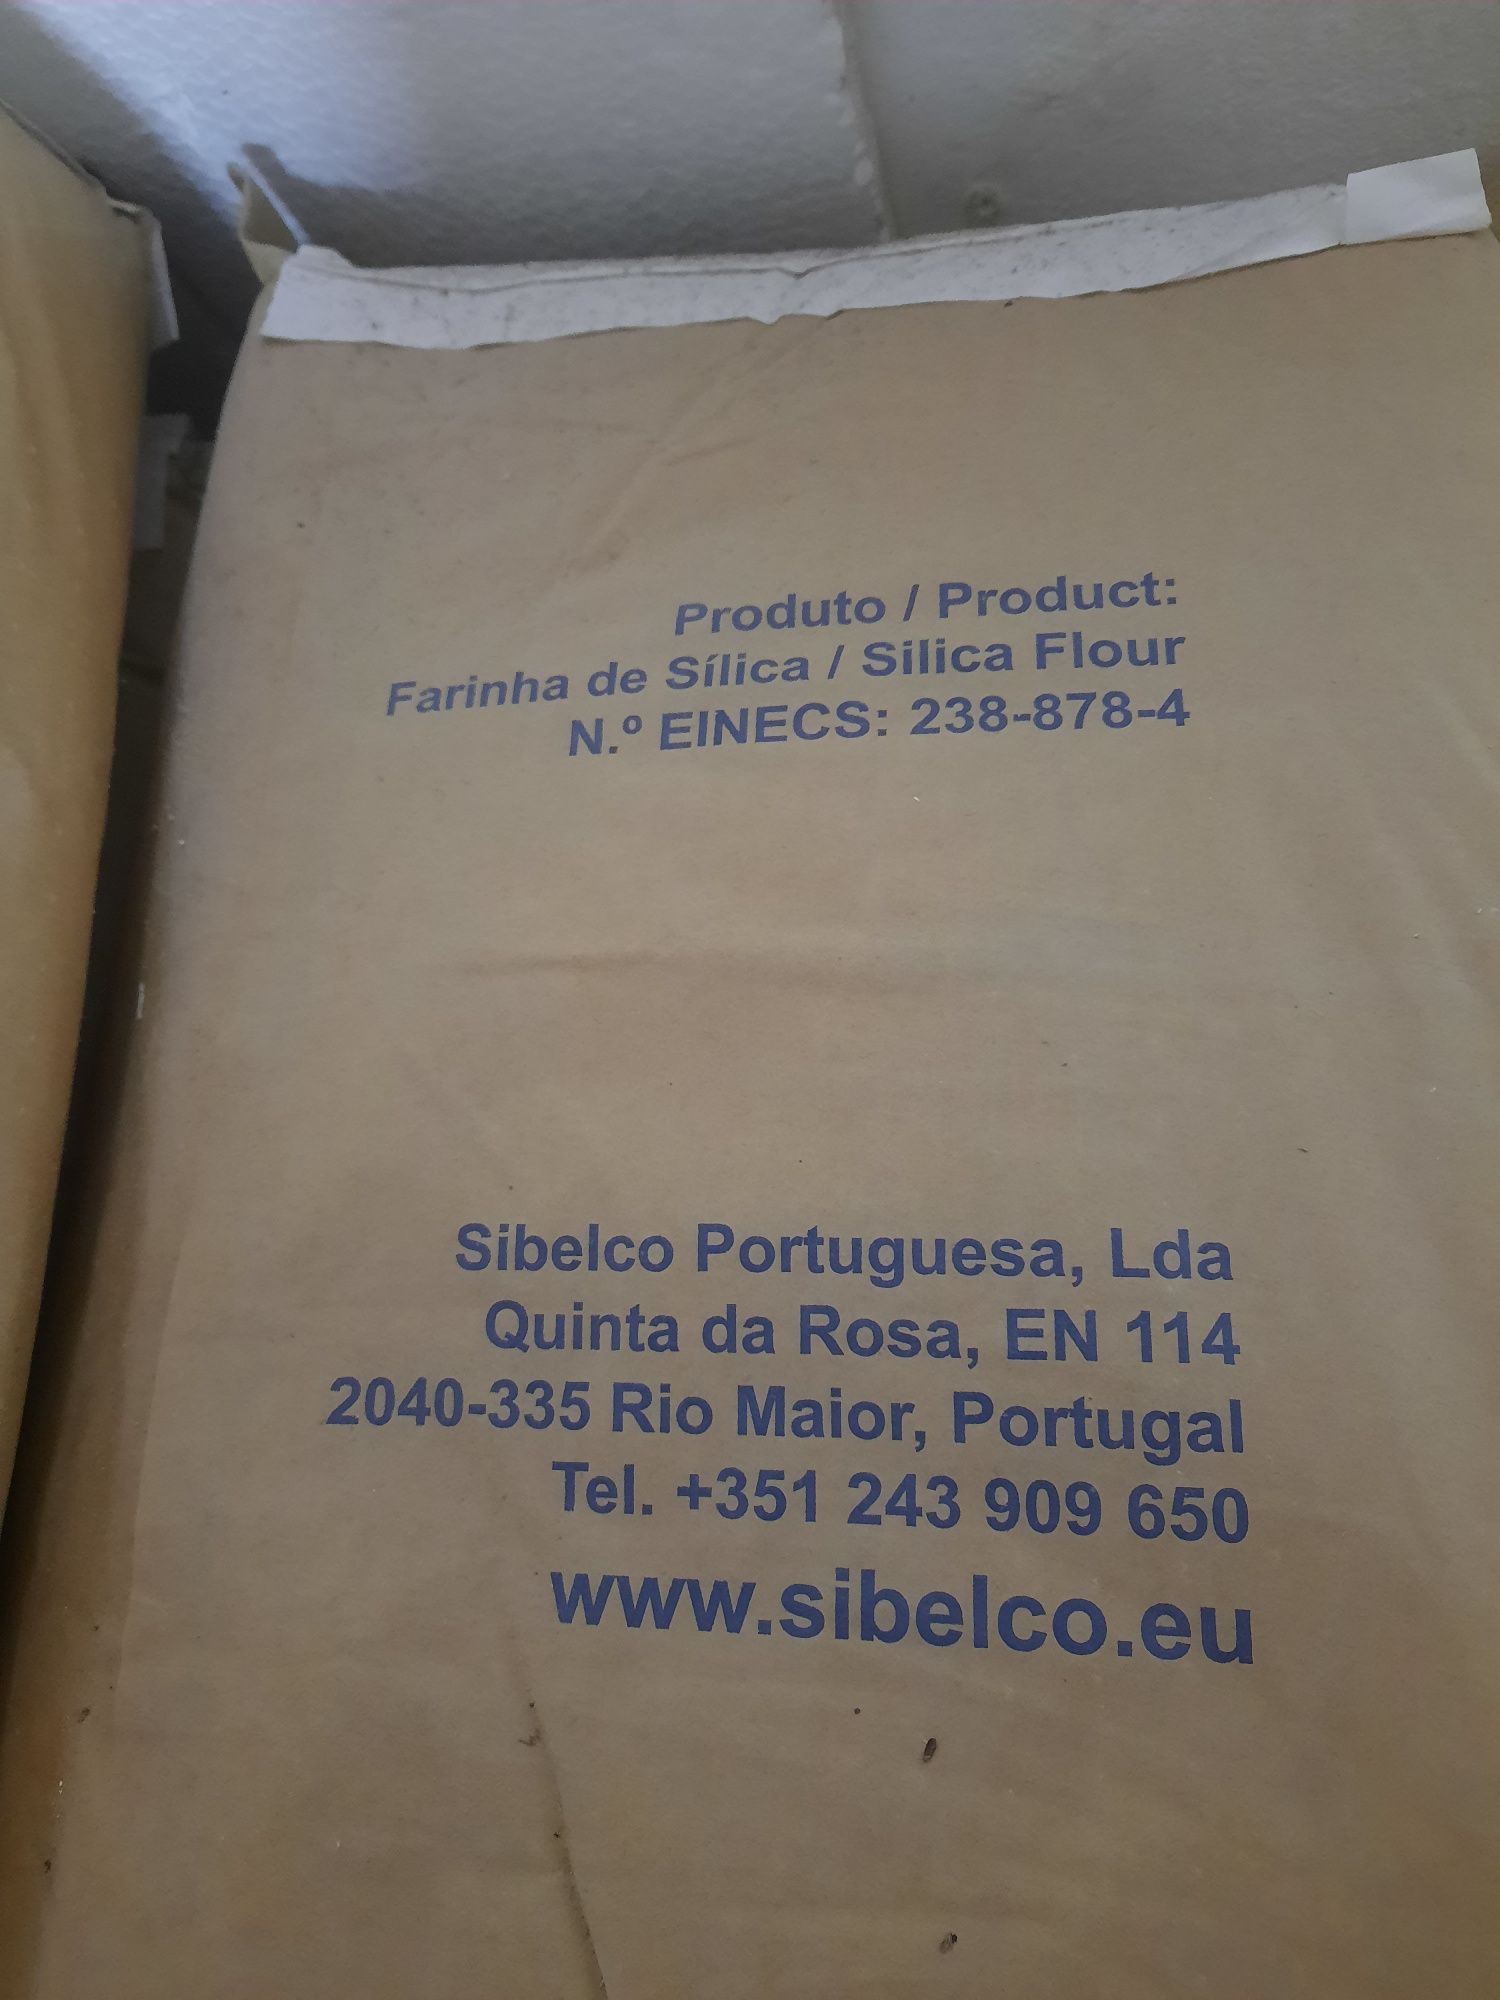 Produto / Product:
Farinha de Sílica / Silica Flour
N.º EINECS: 238-878-4
Sibelco Portuguesa, Lda
Quinta da Rosa, EN 114
2040-335 Rio Maior, Portugal
Tel. +351 243 909 650
www.sibelco.eu